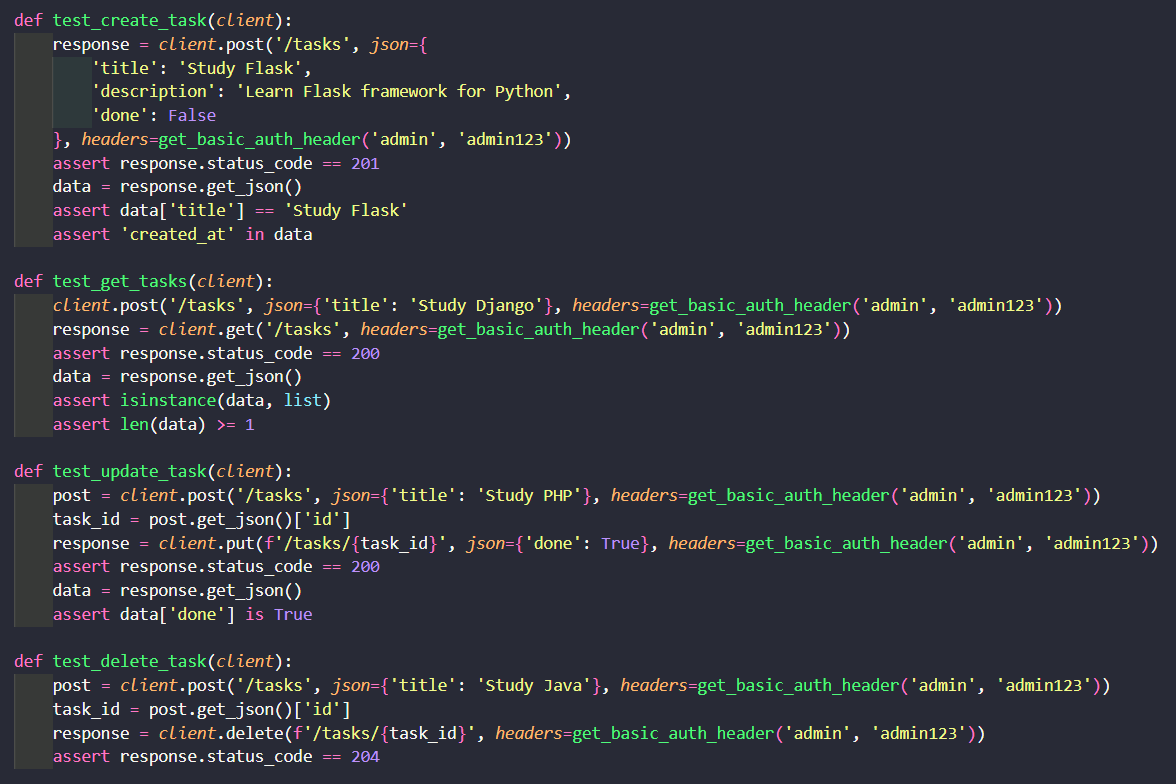 def test_create_task(client):
    response = client.post('/tasks', json={
        'title': 'Study Flask',
        'description': 'Learn Flask framework for Python',
        'done': False
    }, headers=get_basic_auth_header('admin', 'admin123'))
    assert response.status_code == 201
    data = response.get_json()
    assert data['title'] == 'Study Flask'
    assert 'created_at' in data

def test_get_tasks(client):
    client.post('/tasks', json={'title': 'Study Django'}, headers=get_basic_auth_header('admin', 'admin123'))
    response = client.get('/tasks', headers=get_basic_auth_header('admin', 'admin123'))
    assert response.status_code == 200
    data = response.get_json()
    assert isinstance(data, list)
    assert len(data) >= 1

def test_update_task(client):
    post = client.post('/tasks', json={'title': 'Study PHP'}, headers=get_basic_auth_header('admin', 'admin123'))
    task_id = post.get_json()['id']
    response = client.put(f'/tasks/{task_id}', json={'done': True}, headers=get_basic_auth_header('admin', 'admin123'))
    assert response.status_code == 200
    data = response.get_json()
    assert data['done'] is True

def test_delete_task(client):
    post = client.post('/tasks', json={'title': 'Study Java'}, headers=get_basic_auth_header('admin', 'admin123'))
    task_id = post.get_json()['id']
    response = client.delete(f'/tasks/{task_id}', headers=get_basic_auth_header('admin', 'admin123'))
    assert response.status_code == 204